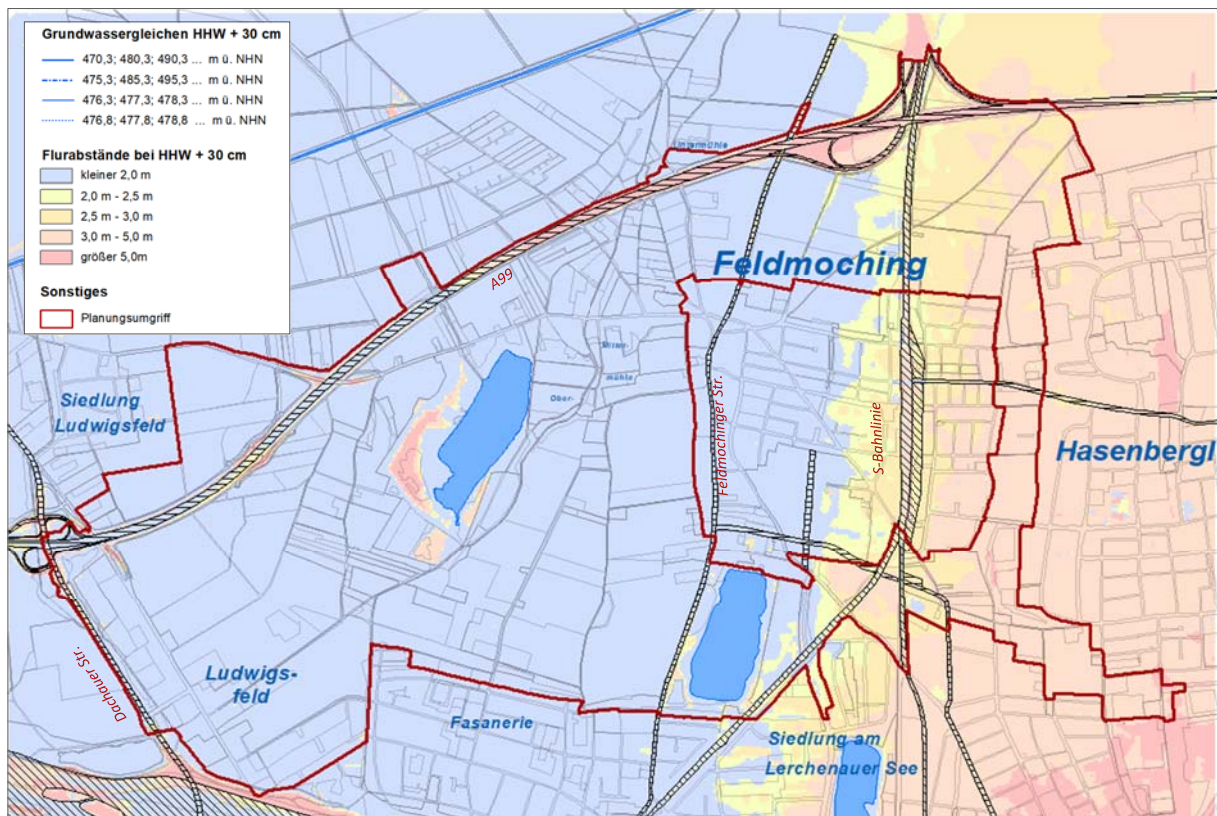 Grundwassergleichen HHW + 30 cm
470,3; 480,3; 490,3 ... m ü. NHN
475,3; 485,3; 495,3 ... m ü. NHN
476,3; 477,3; 478,3 ... m ü. NHN
476,8; 477,8; 478,8 ... m ü. NHN
Flurabstände bei HHW + 30 cm
kleiner 2,0 m
2,0 m - 2,5 m
2,5 m - 3,0 m
3,0 m - 5,0 m
größer 5,0m
Sonstiges
Planungsumgriff
Untermühle
A99
Feldmoching
mühle
Ober-
Siedlung
Ludwigsfeld
Feldmochinger Str.
S-Bahnlinie
Hasenbergl
Dachauer Str.
Ludwigs-
feld
Fasanerie
Siedlung am
Lerchenauer See